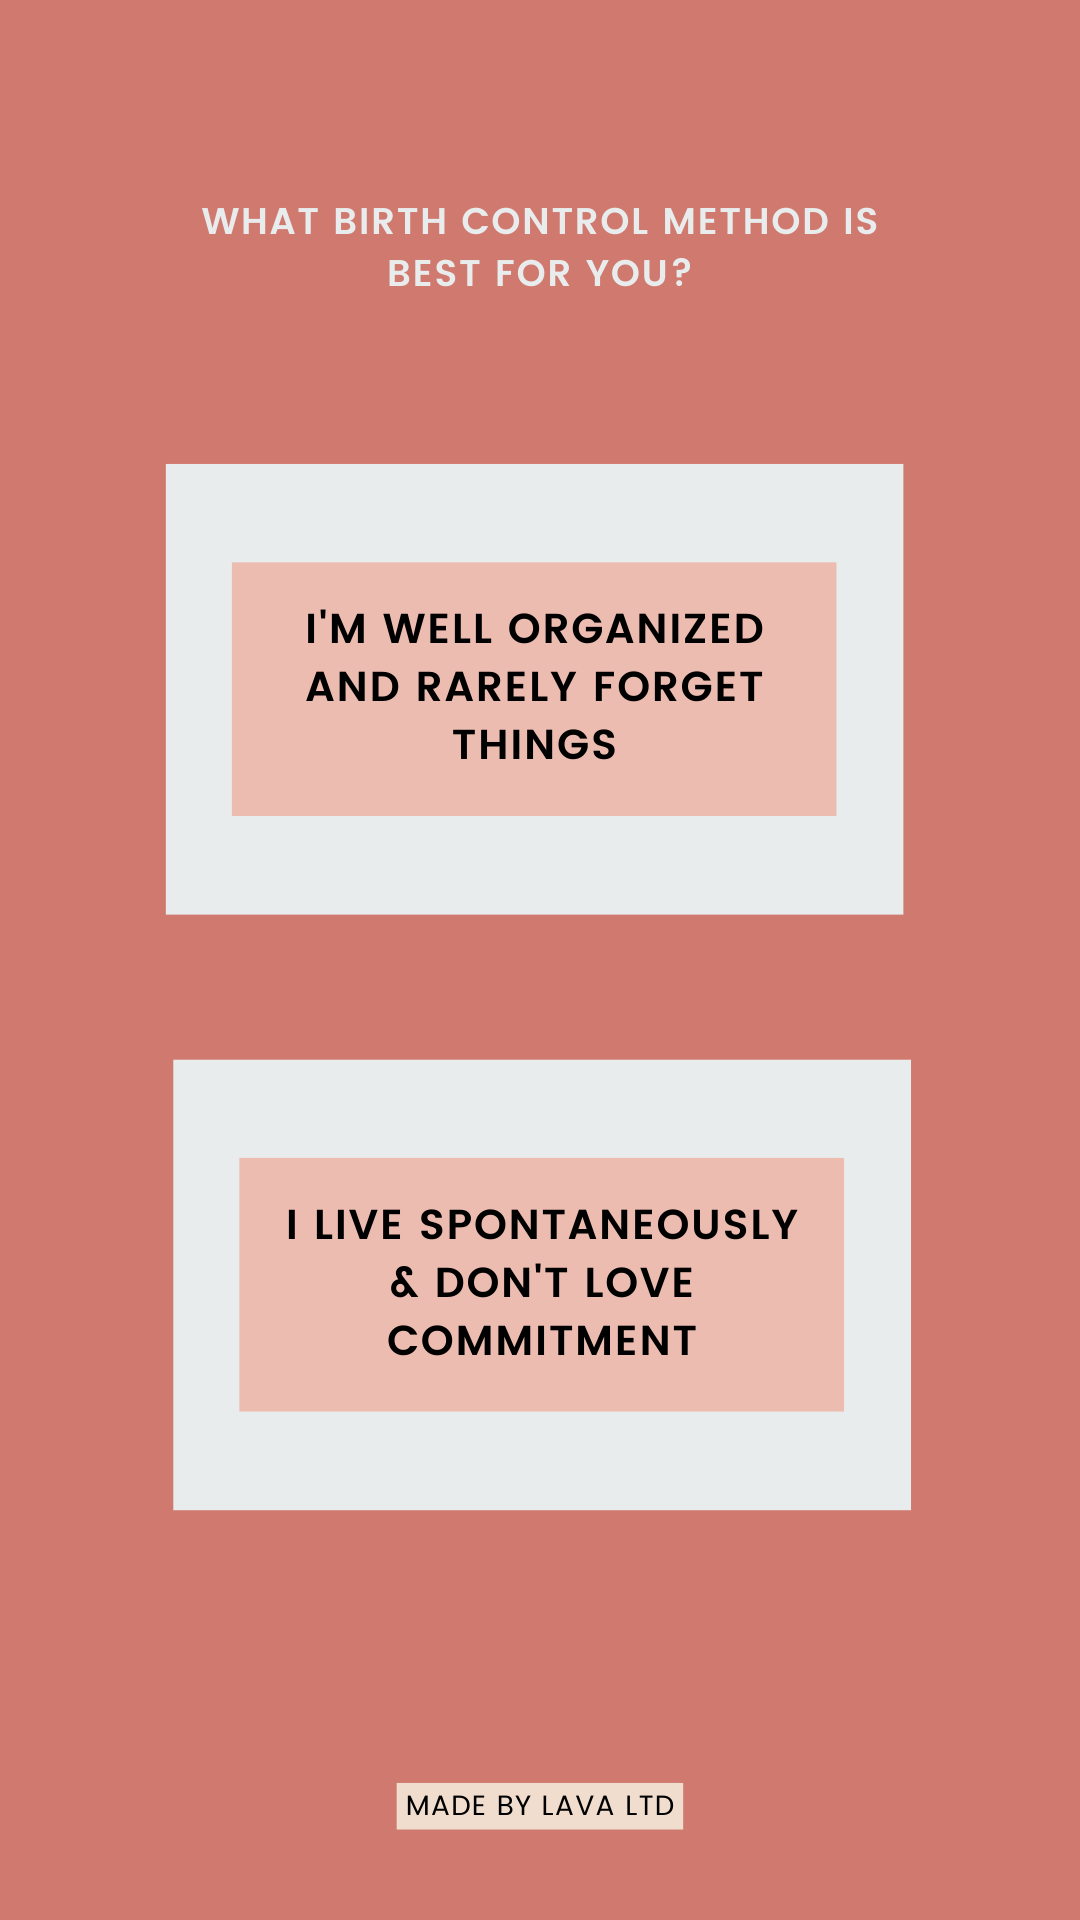 WHAT BIRTH CONTROL METHOD IS
BEST FOR YOU?
I'M WELL ORGANIZED
AND RARELY FORGET
THINGS
I LIVE SPONTANEOUSLY
& DON'T LOVE
COMMITMENT
MADE BY LAVA LTD